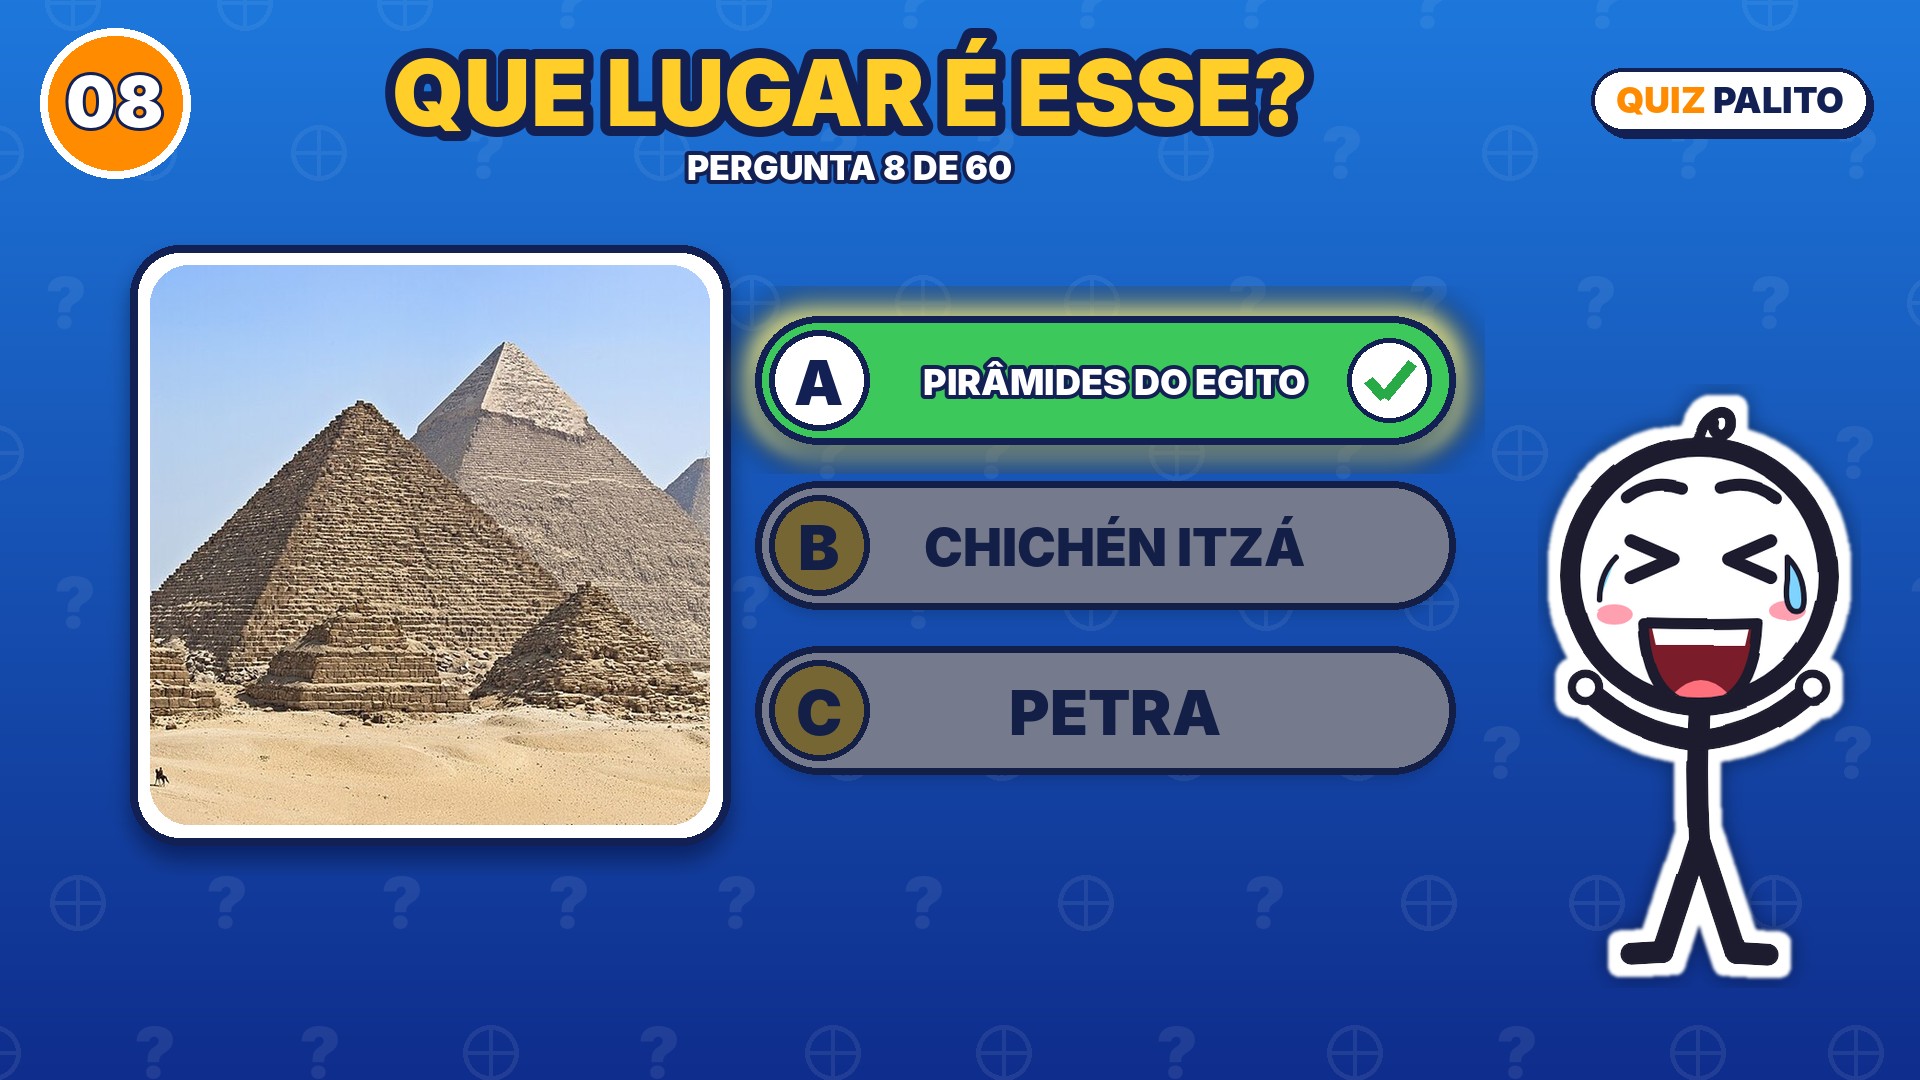 08
QUE LUGAR É ESSE?
PERGUNTA 8 DE 60
QUIZ PALITO
A PIRÂMIDES DO EGITO
B CHICHÉN ITZÁ
C PETRA